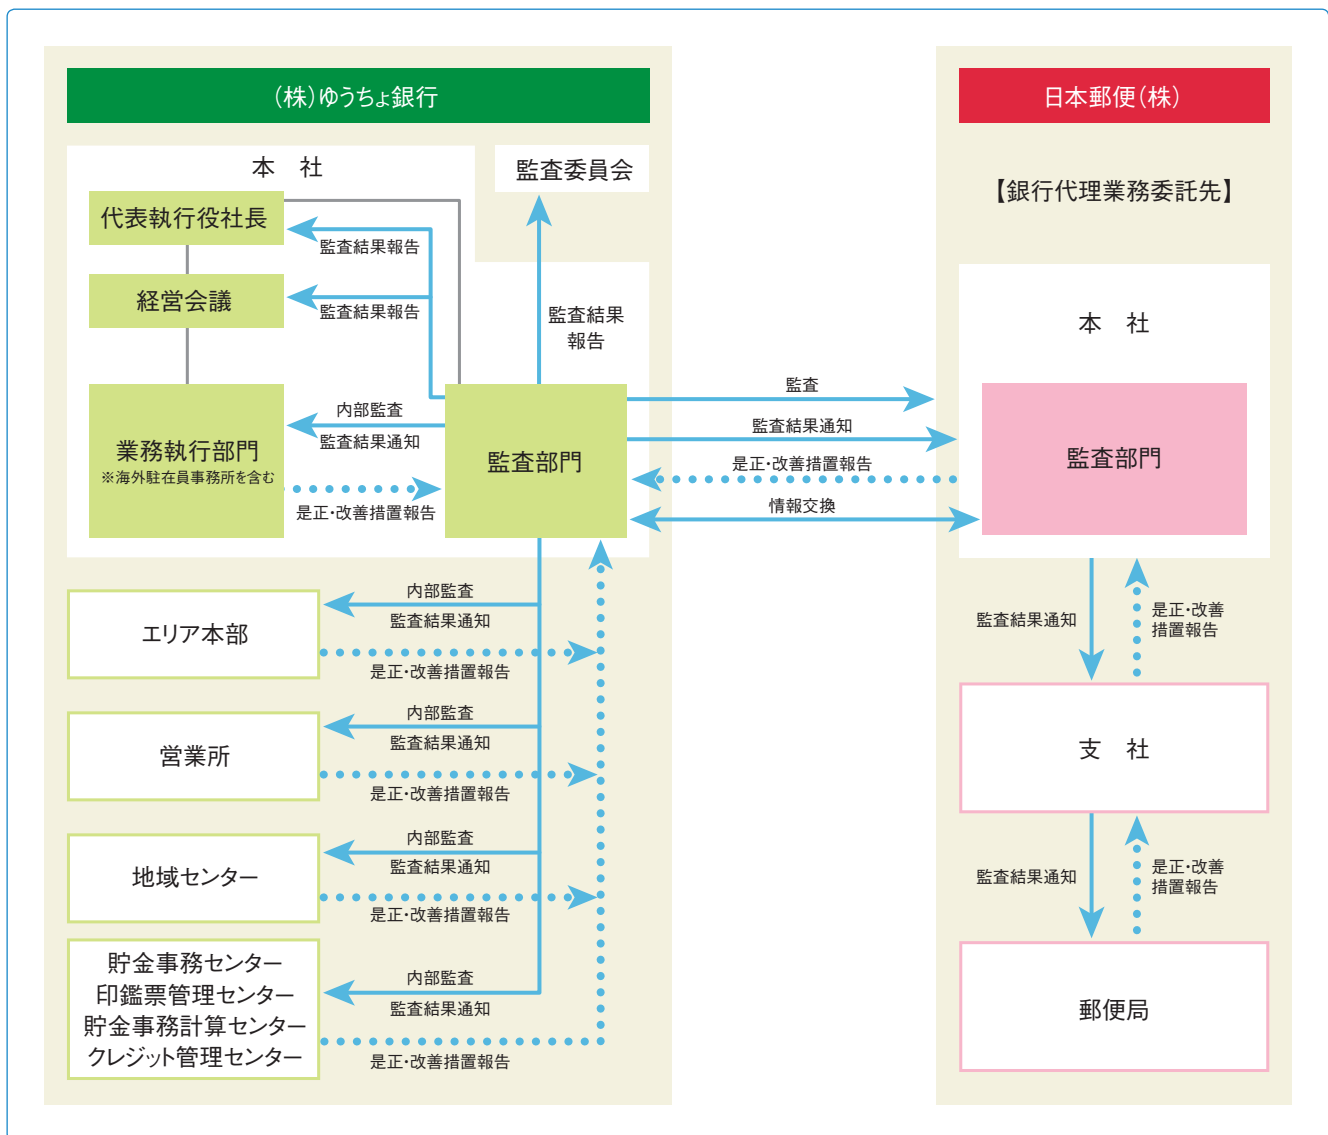 (株)ゆうちょ銀行
本　社
監査委員会
代表執行役社長
監査結果報告
経営会議
監査結果報告
監査結果
報告
業務執行部門
※海外駐在員事務所を含む
内部監査
監査結果通知
是正・改善措置報告
監査部門
監査
監査結果通知
是正・改善措置報告
情報交換
エリア本部
内部監査
監査結果通知
是正・改善措置報告
営業所
内部監査
監査結果通知
是正・改善措置報告
地域センター
内部監査
監査結果通知
是正・改善措置報告
貯金事務センター
印鑑票管理センター
貯金事務計算センター
クレジット管理センター
内部監査
監査結果通知
是正・改善措置報告
日本郵便(株)
【銀行代理業務委託先】
本　社
監査部門
監査結果通知
是正・改善
措置報告
支　社
監査結果通知
是正・改善
措置報告
郵便局